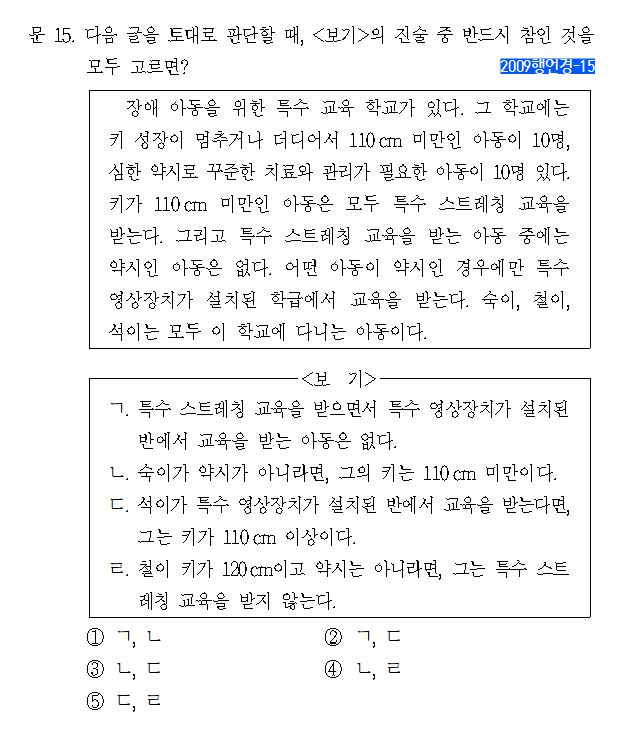 문 15. 다음 글을 토대로 판단할 때, <보기>의 진술 중 반드시 참인 것을
모두 고르면?
2009행언경-15
장애 아동을 위한 특수 교육 학교가 있다. 그 학교에는
키 성장이 멈추거나 더디어서 110cm 미만인 아동이 10명,
심한 약시로 꾸준한 치료와 관리가 필요한 아동이 10명 있다.
키가 110cm 미만인 아동은 모두 특수 스트레칭 교육을
받는다. 그리고 특수 스트레칭 교육을 받는 아동 중에는
약시인 아동은 없다. 어떤 아동이 약시인 경우에만 특수
영상장치가 설치된 학급에서 교육을 받는다. 숙이, 철이,
석이는 모두 이 학교에 다니는 아동이다.
<보 기>
ㄱ. 특수 스트레칭 교육을 받으면서 특수 영상장치가 설치된
반에서 교육을 받는 아동은 없다.
ㄴ. 숙이가 약시가 아니라면, 그의 키는 110cm 미만이다.
ㄷ. 석이가 특수 영상장치가 설치된 반에서 교육을 받는다면,
그는 키가 110cm 이상이다.
ㄹ. 철이 키가 120cm이고 약시는 아니라면, 그는 특수 스트
레칭 교육을 받지 않는다.
① ㄱ, ㄴ ② ㄱ, ㄷ
③ ㄴ, ㄷ ④ ㄴ, ㄹ
⑤ ㄷ, ㄹ